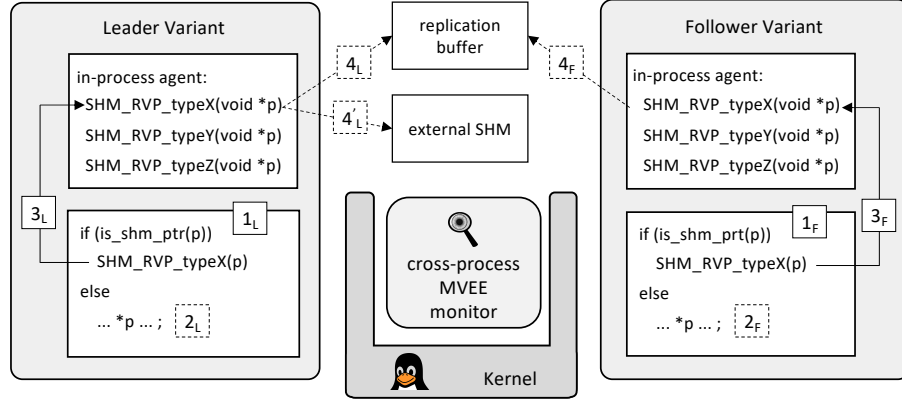 Leader Variant
in-process agent:
SHM_RVP_typeX(void *p)
SHM_RVP_typeY(void *p)
SHM_RVP_typeZ(void *p)
3L
1L
if (is_shm_ptr(p))
SHM_RVP_typeX(p)
else
... *p ... ;
2L
replication
buffer
4L
4F
4'L
external SHM
cross-process
MVEE
monitor
Kernel
Follower Variant
in-process agent:
SHM_RVP_typeX(void *p)
SHM_RVP_typeY(void *p)
SHM_RVP_typeZ(void *p)
1F
3F
if (is_shm_prt(p))
SHM_RVP_typeX(p)
else
... *p ... ;
2F